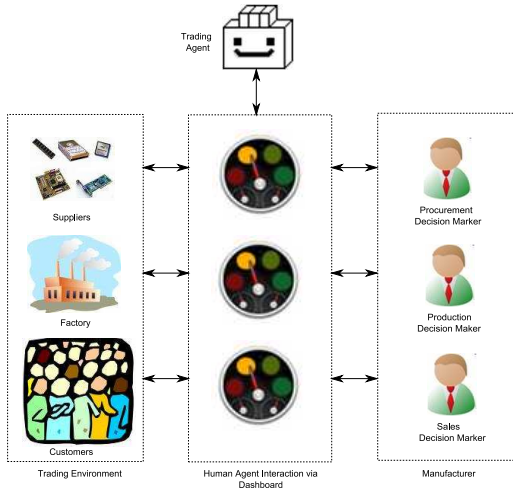 Trading
Agent
Suppliers
Procurement
Decision Marker
Factory
Production
Decision Maker
Customers
Sales
Decision Marker
Trading Environment
Human Agent Interaction via
Dashboard
Manufacturer